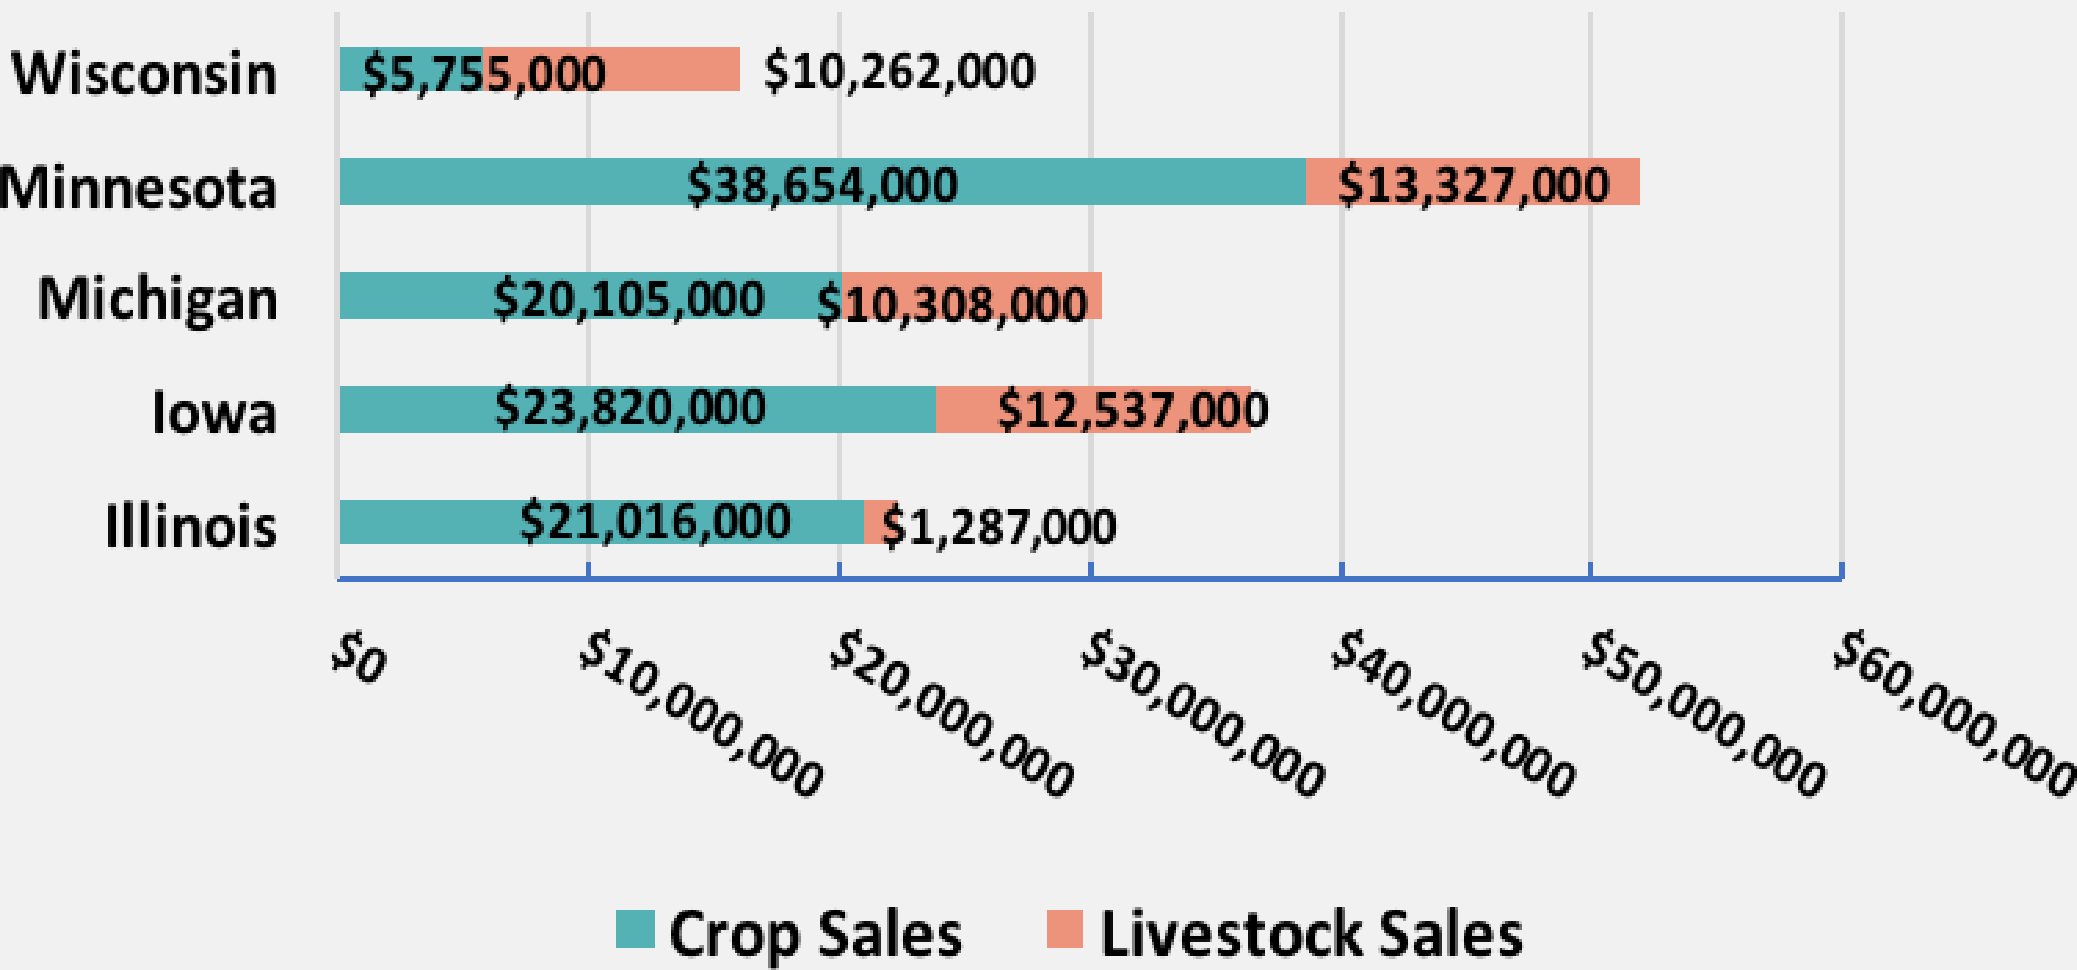 Wisconsin $5,755,000 $10,262,000
Minnesota $38,654,000 $13,327,000
Michigan $20,105,000 $10,308,000
Iowa $23,820,000 $12,537,000
Illinois $21,016,000 $1,287,000
$0 $10,000,000 $20,000,000 $30,000,000 $40,000,000 $50,000,000 $60,000,000
Crop Sales Livestock Sales